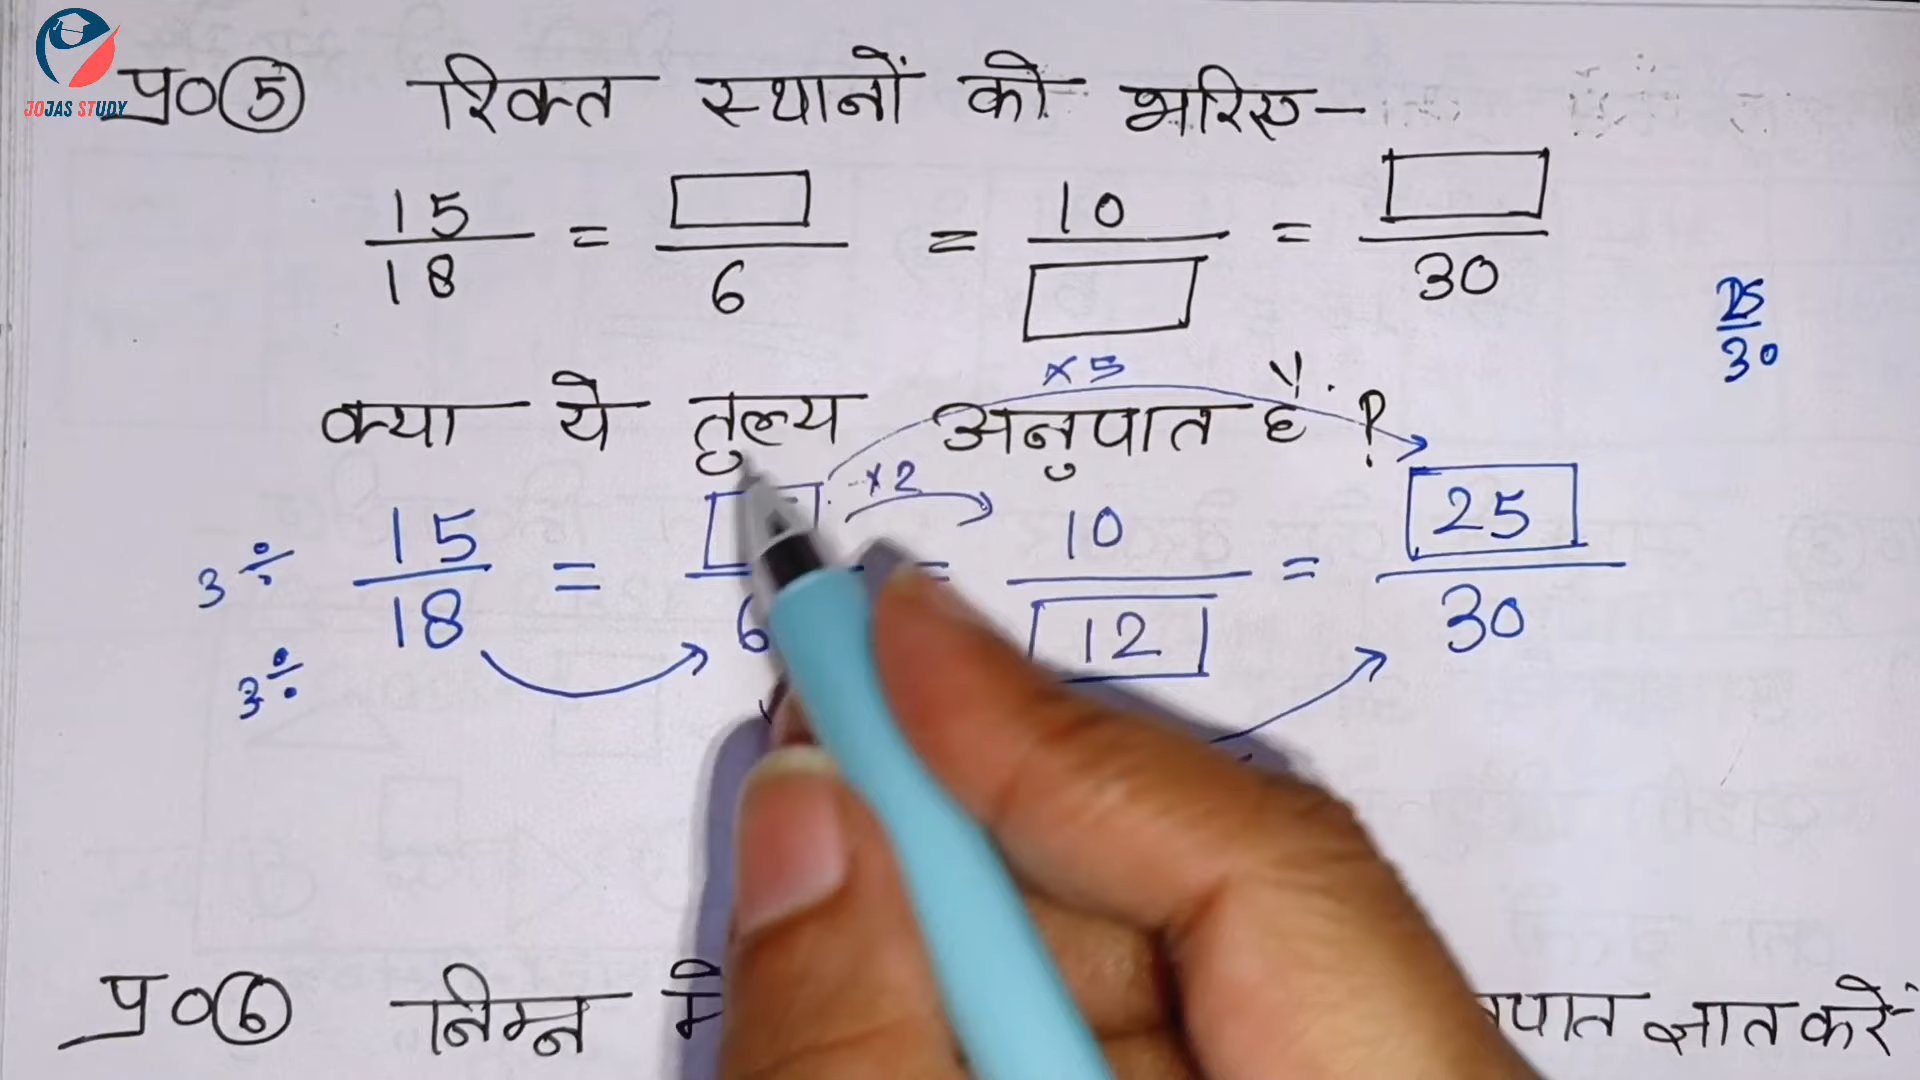 JOJAS STUDY
प्र० ⑤ रिक्त स्थानों को भरिए-
15/18 = □/6 = 10/□ = □/30
25/30
×5
क्या ये तुल्य अनुपात हैं?
×2
3 ÷ 15/18 = 6 = 10/12 = 25/30
3 ÷
प्र० ⑥ निम्न ज्ञात करें-